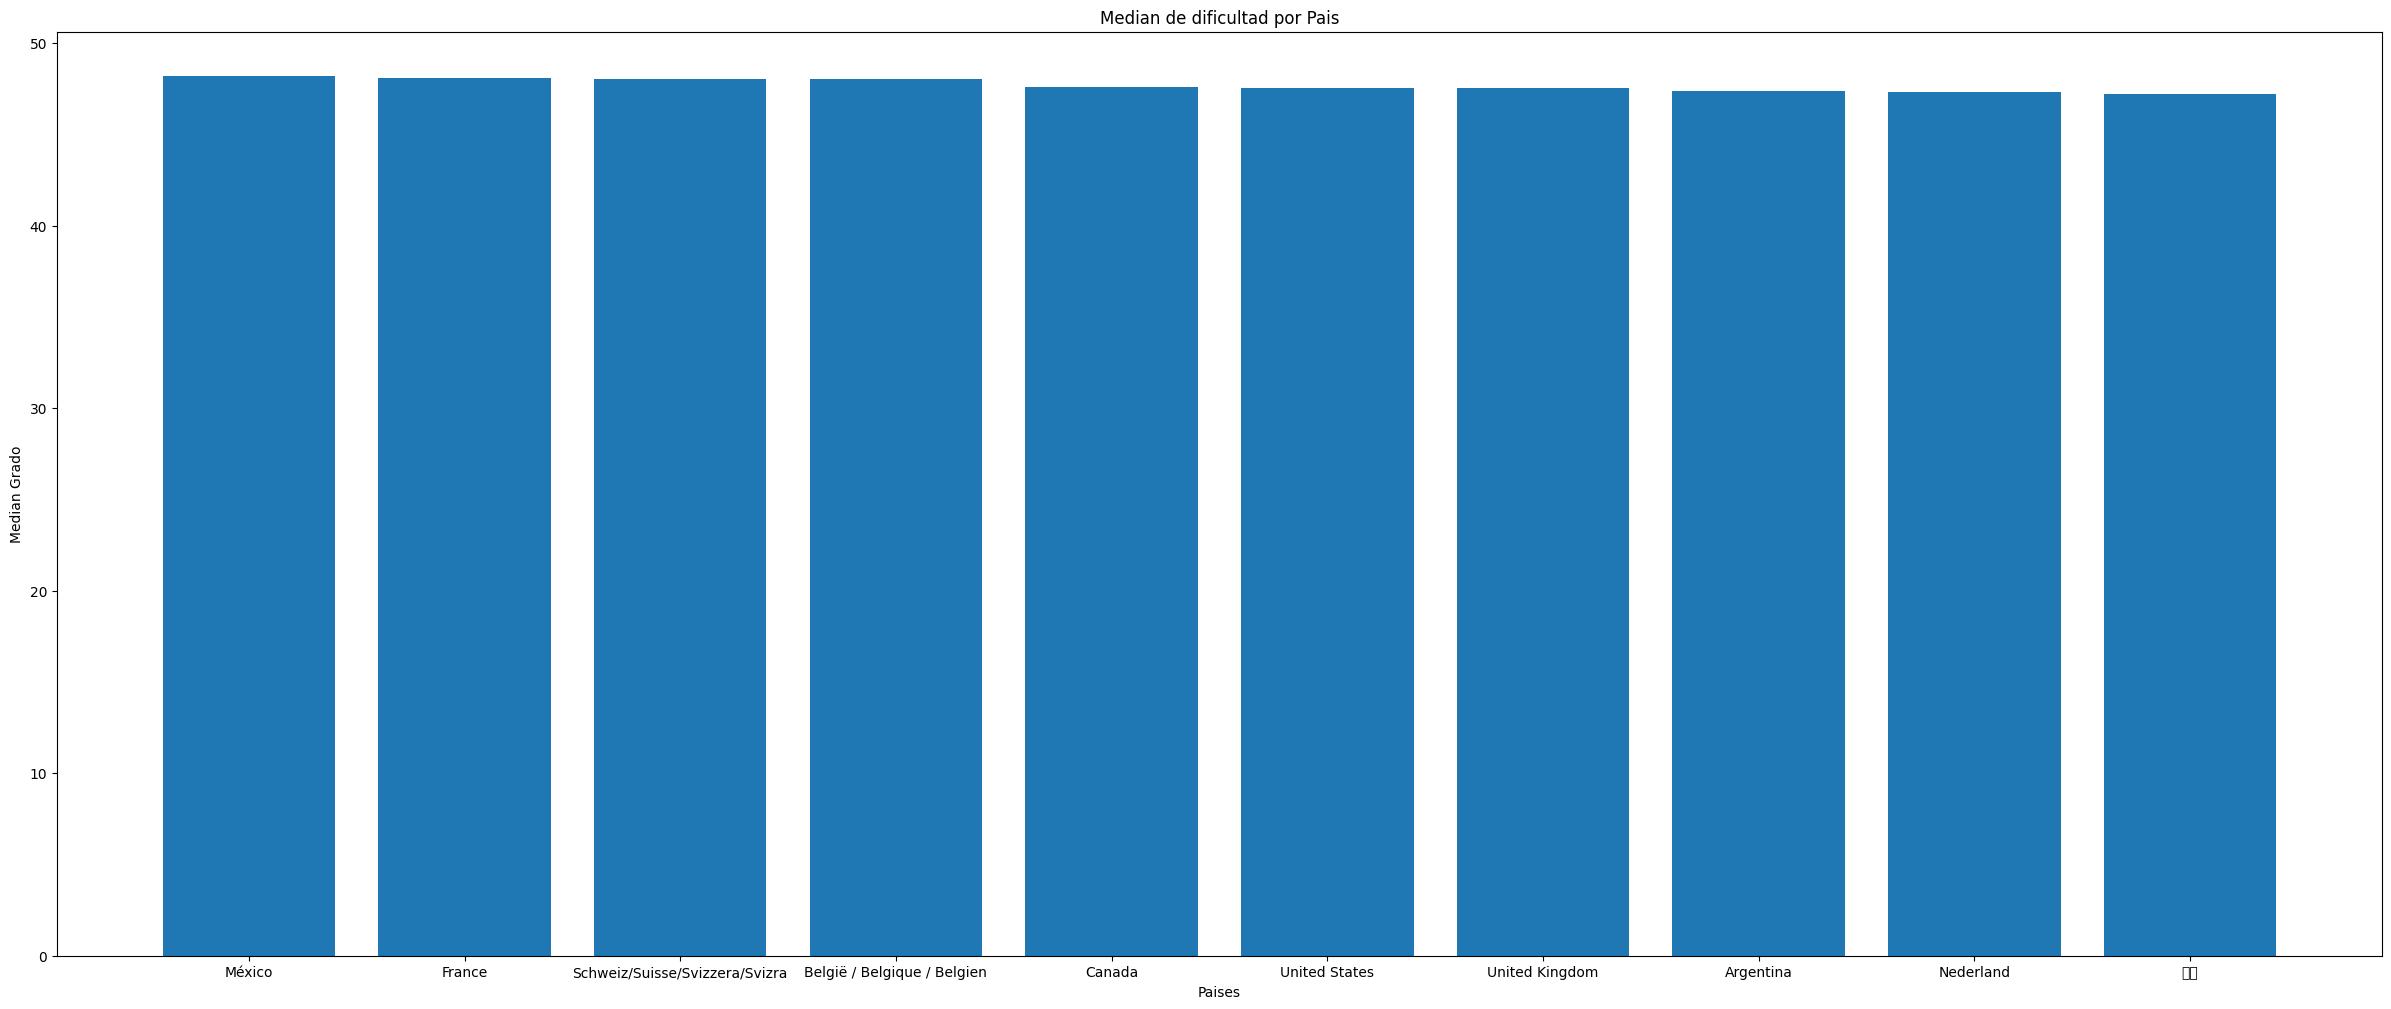 Median de dificultad por Pais
50
40
30
20
10
0
Median Grado
México
France
Schweiz/Suisse/Svizzera/Svizra
België / Belgique / Belgien
Canada
United States
United Kingdom
Argentina
Nederland
Paises